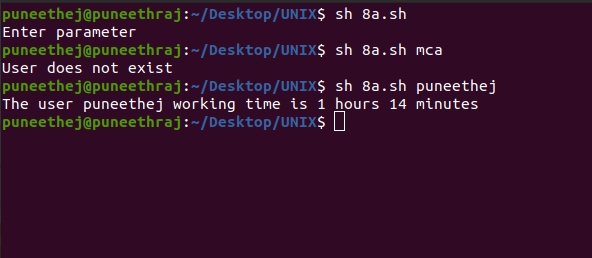 puneethej@puneethraj:~/Desktop/UNIX$ sh 8a.sh
Enter parameter
puneethej@puneethraj:~/Desktop/UNIX$ sh 8a.sh mca
User does not exist
puneethej@puneethraj:~/Desktop/UNIX$ sh 8a.sh puneethej
The user puneethej working time is 1 hours 14 minutes
puneethej@puneethraj:~/Desktop/UNIX$